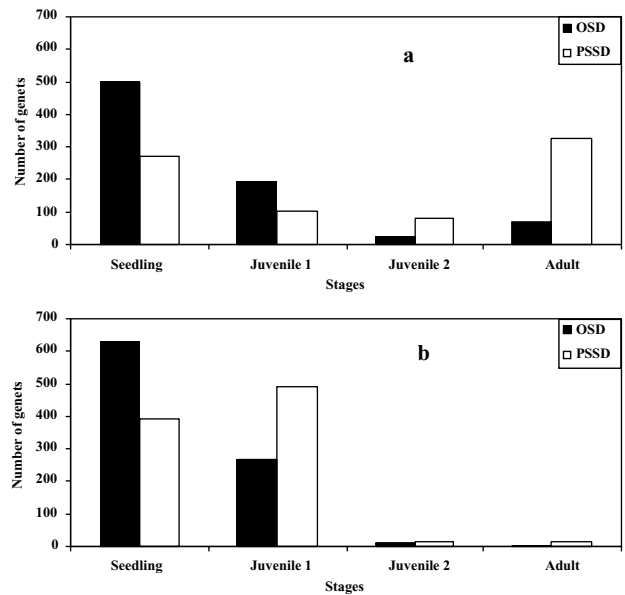 700
600
500
400
300
200
100
0
Number of genets
a
OSD
PSSD
Seedling Juvenile 1 Juvenile 2 Adult
Stages
700
600
500
400
300
200
100
0
Number of genets
b
OSD
PSSD
Seedling Juvenile 1 Juvenile 2 Adult
Stages